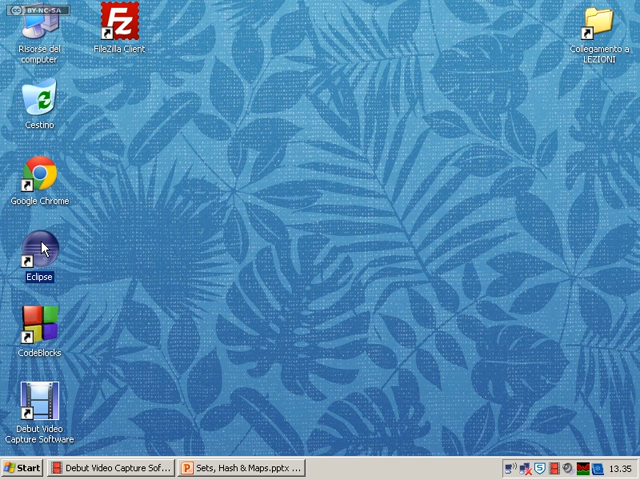 BY-NC-SA
Risorse del
computer
FileZilla Client
Collegamento a
LEZIONI
Cestino
Google Chrome
Eclipse
CodeBlocks
Debut Video
Capture Software
Start
Debut Video Capture Sof...
Sets, Hash & Maps.pptx ...
13.35